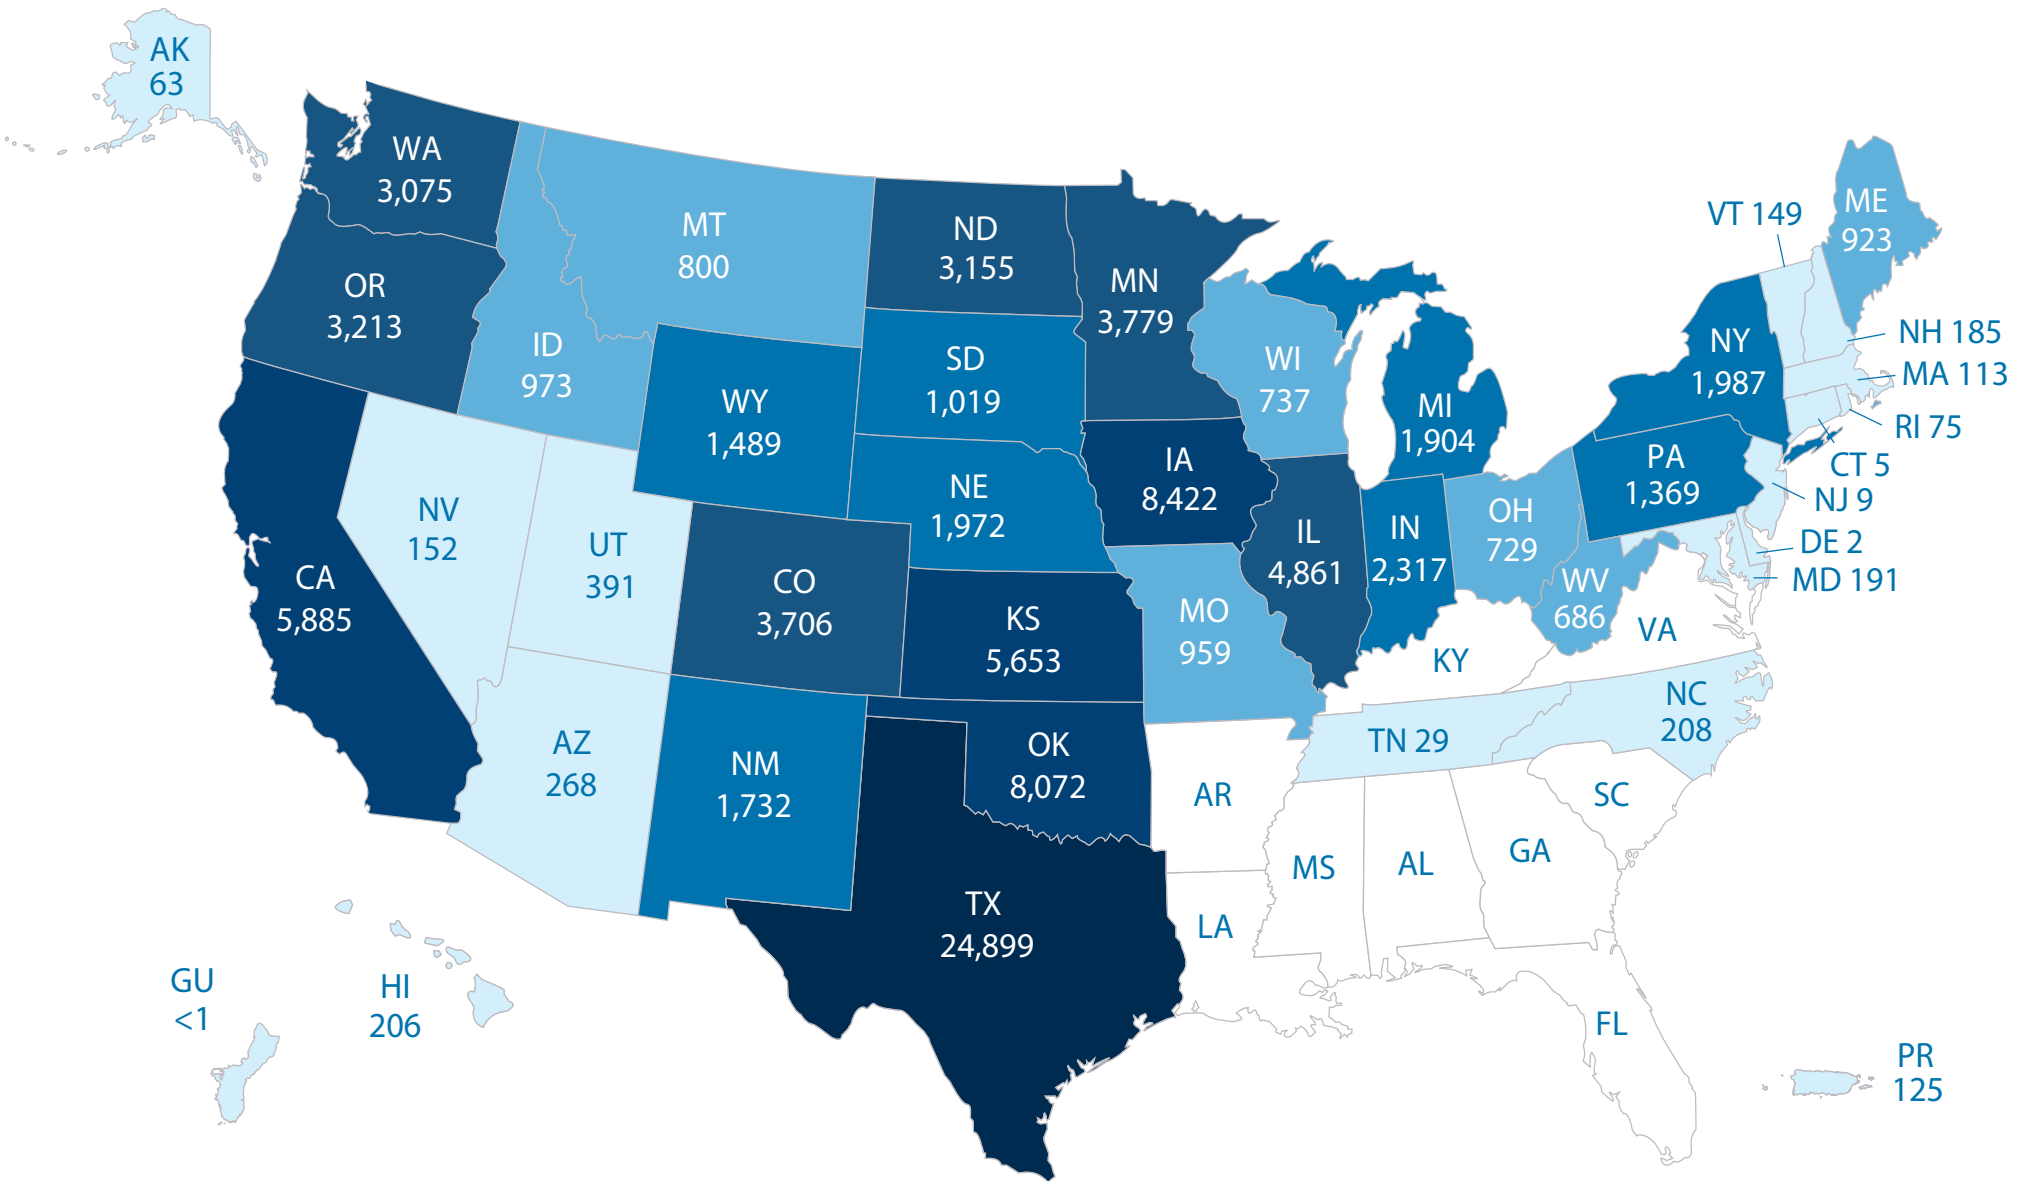 AK
63
WA
3,075
OR
3,213
ID
973
MT
800
ND
3,155
MN
3,779
SD
1,019
WY
1,489
NE
1,972
WI
737
MI
1,904
IA
8,422
IL
4,861
IN
2,317
OH
729
WV
686
PA
1,369
NY
1,987
VT 149
ME
923
NH 185
MA 113
RI 75
CT 5
NJ 9
DE 2
MD 191
CA
5,885
NV
152
UT
391
CO
3,706
KS
5,653
MO
959
KY
VA
NC
208
TN 29
AZ
268
NM
1,732
OK
8,072
AR
SC
TX
24,899
LA
MS
AL
GA
FL
GU
<1
HI
206
PR
125